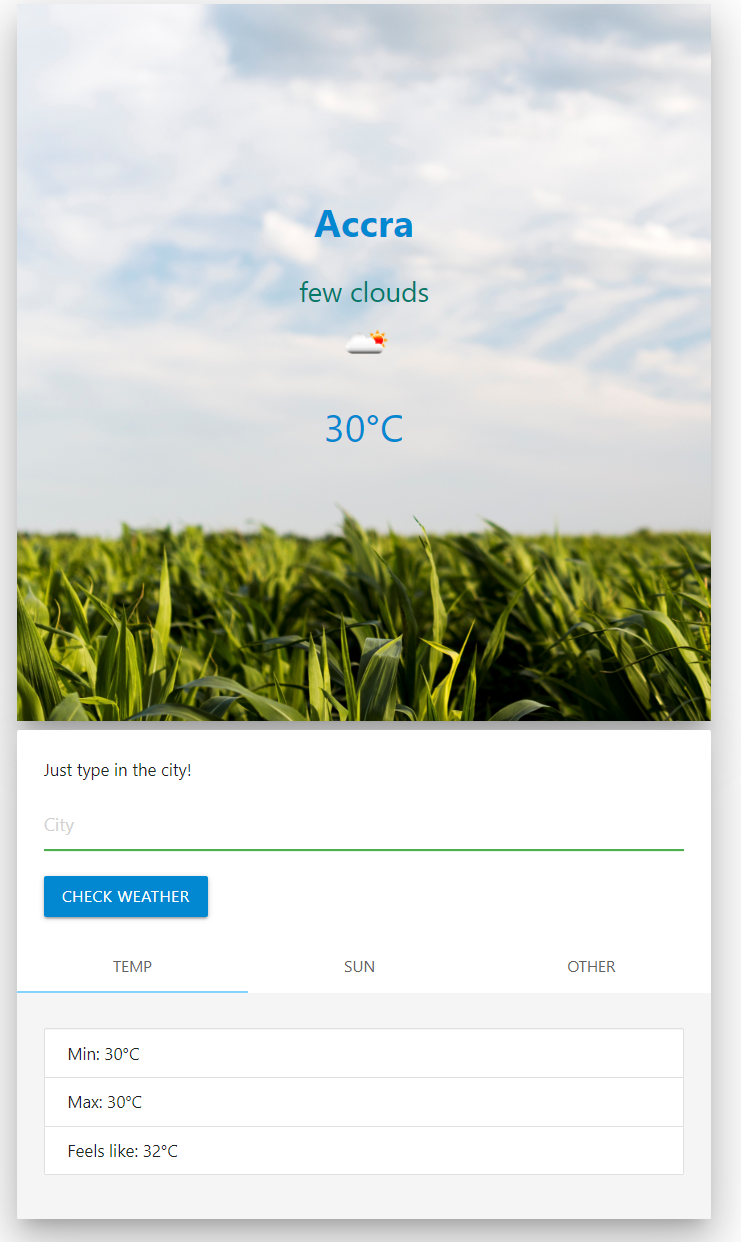 Accra
few clouds
30°C
Just type in the city!
City
CHECK WEATHER
TEMP SUN OTHER
Min: 30°C
Max: 30°C
Feels like: 32°C